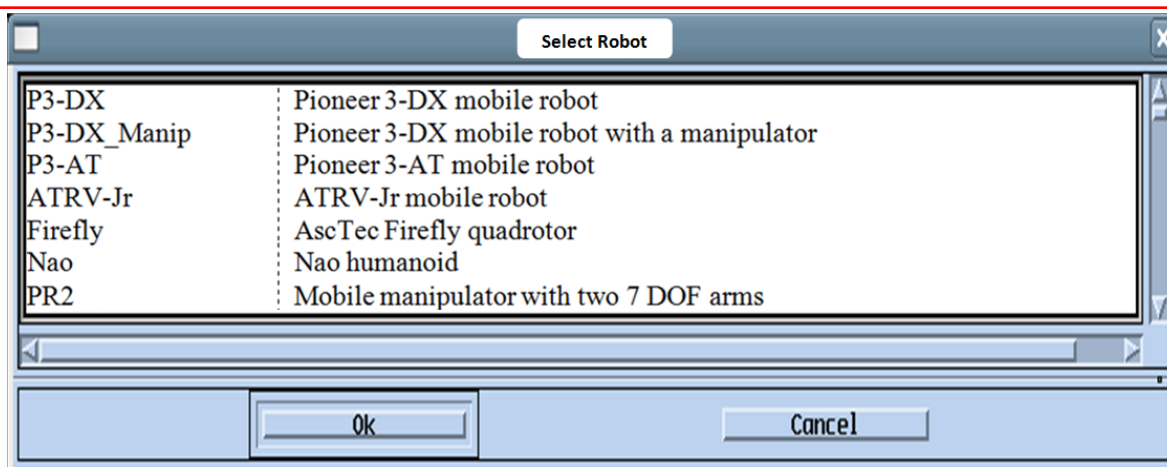 Select Robot
P3-DX Pioneer 3-DX mobile robot
P3-DX_Manip Pioneer 3-DX mobile robot with a manipulator
P3-AT Pioneer 3-AT mobile robot
ATRV-Jr ATRV-Jr mobile robot
Firefly AscTec Firefly quadrotor
Nao Nao humanoid
PR2 Mobile manipulator with two 7 DOF arms
Ok Cancel